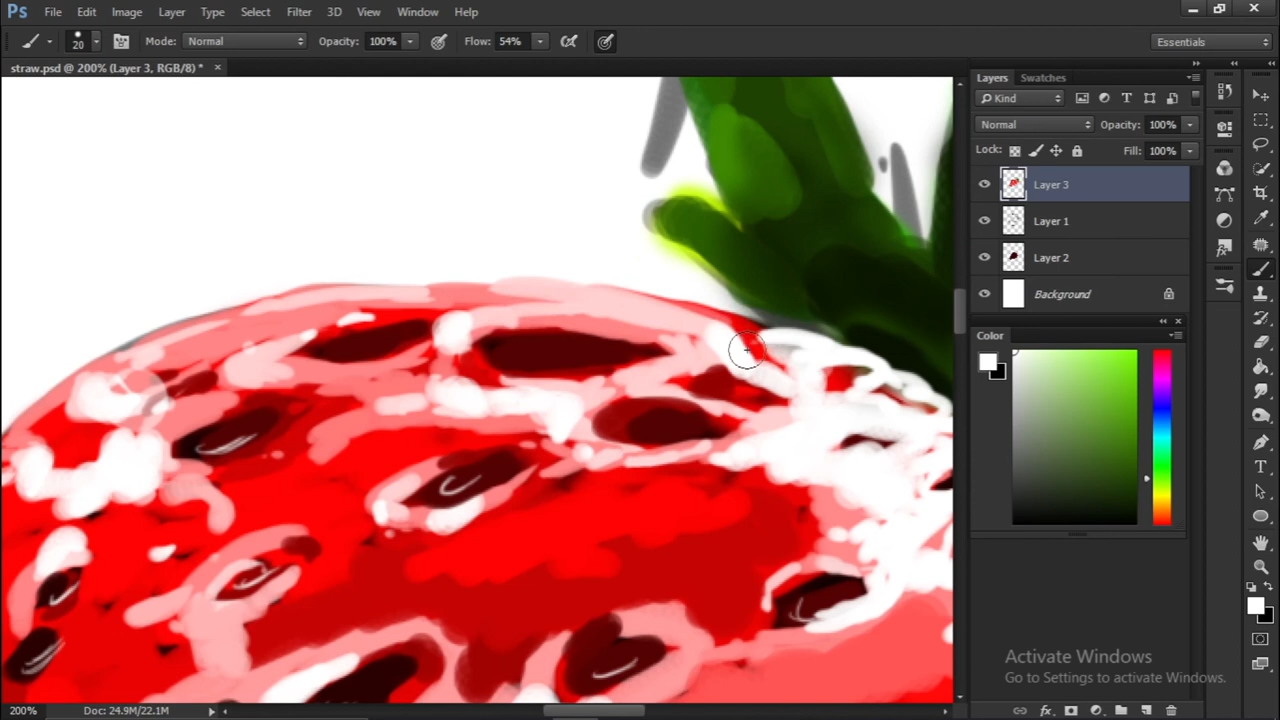 Ps File Edit Image Layer Type Select Filter 3D View Window Help
20 Mode: Normal Opacity: 100% Flow: 54% Essentials
straw.psd @ 200% (Layer 3, RGB/8) * ×
Layers Swatches
Kind
Normal Opacity: 100%
Lock: Fill: 100%
Layer 3
Layer 1
Layer 2
Background
Color
Activate Windows
Go to Settings to activate Windows.
200% Doc: 24.9M/22.1M